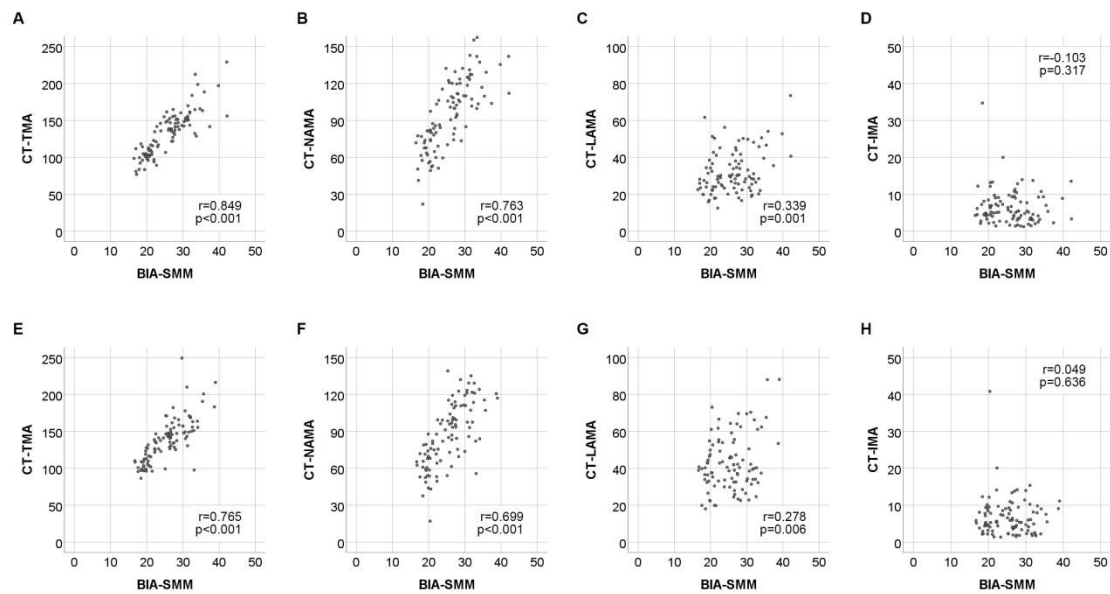 A
CT-TMA
250
200
150
100
50
0
r=0.849
p<0.001
0 10 20 30 40 50
BIA-SMM
B
CT-NAMA
150
120
90
60
30
0
r=0.763
p<0.001
0 10 20 30 40 50
BIA-SMM
C
CT-LAMA
100
80
60
40
20
0
r=0.339
p=0.001
0 10 20 30 40 50
BIA-SMM
D
CT-IMA
50
40
30
20
10
0
r=-0.103
p=0.317
0 10 20 30 40 50
BIA-SMM
E
CT-TMA
250
200
150
100
50
0
r=0.765
p<0.001
0 10 20 30 40 50
BIA-SMM
F
CT-NAMA
150
120
90
60
30
0
r=0.699
p<0.001
0 10 20 30 40 50
BIA-SMM
G
CT-LAMA
100
80
60
40
20
0
r=0.278
p=0.006
0 10 20 30 40 50
BIA-SMM
H
CT-IMA
50
40
30
20
10
0
r=0.049
p=0.636
0 10 20 30 40 50
BIA-SMM